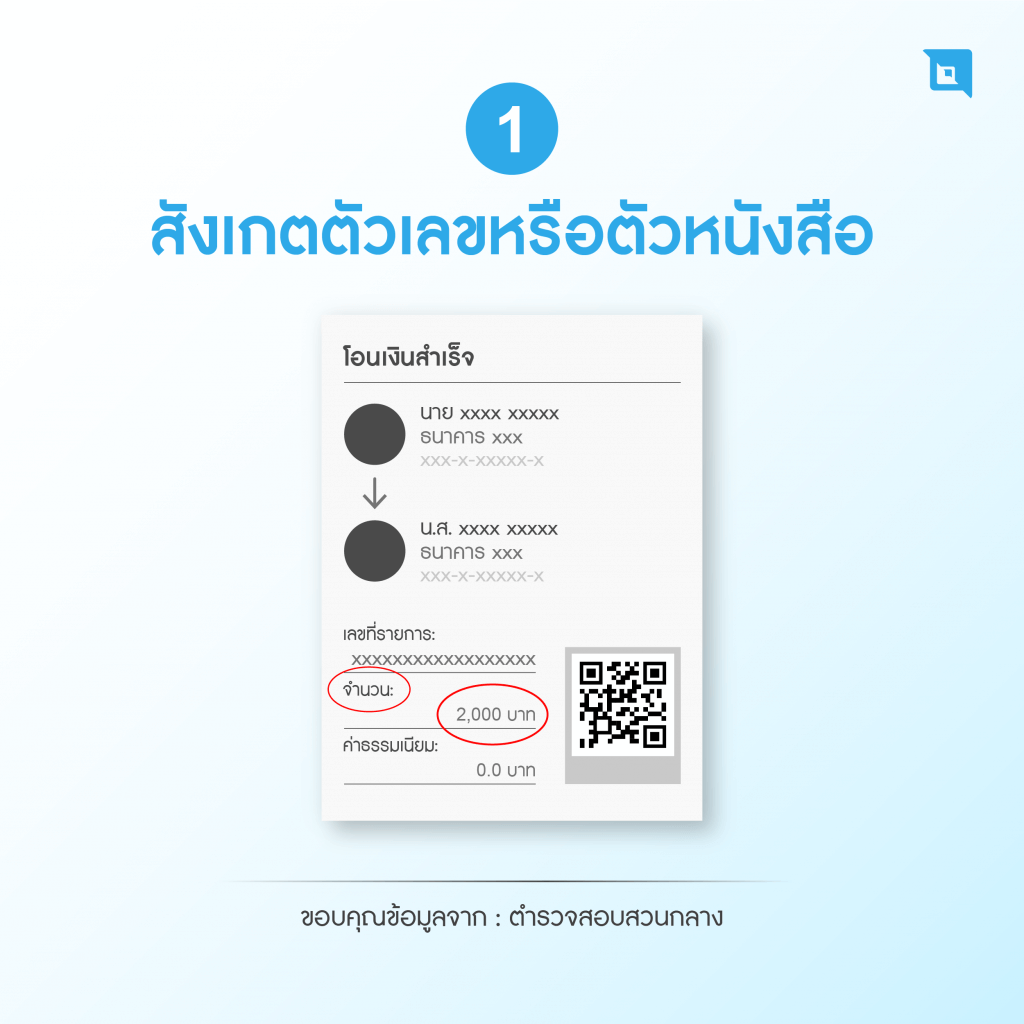 1
สังเกตตัวเลขหรือตัวหนังสือ
โอนเงินสำเร็จ
นาย xxxx xxxxx
ธนาคาร xxx
xxx-x-xxxxx-x
น.ส. xxxx xxxxx
ธนาคาร xxx
xxx-x-xxxxx-x
เลขที่รายการ:
xxxxxxxxxxxxxxxxxx
จำนวน:
2,000 บาท
ค่าธรรมเนียม:
0.0 บาท
ขอบคุณข้อมูลจาก : ตำรวจสอบสวนกลาง